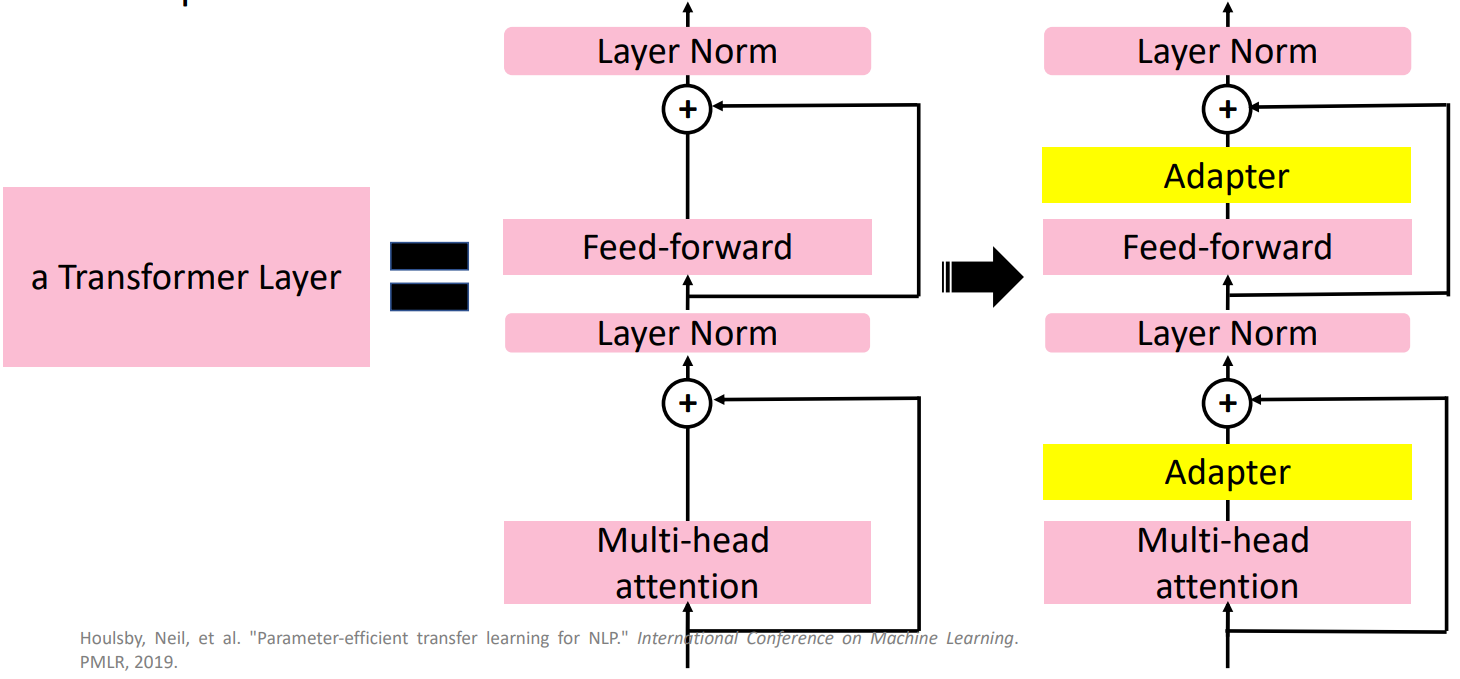 a Transformer Layer
Layer Norm
+
Feed-forward
Layer Norm
+
Multi-head
attention
Layer Norm
+
Adapter
Feed-forward
Layer Norm
+
Adapter
Multi-head
attention
Houlsby, Neil, et al. "Parameter-efficient transfer learning for NLP." International Conference on Machine Learning.
PMLR, 2019.